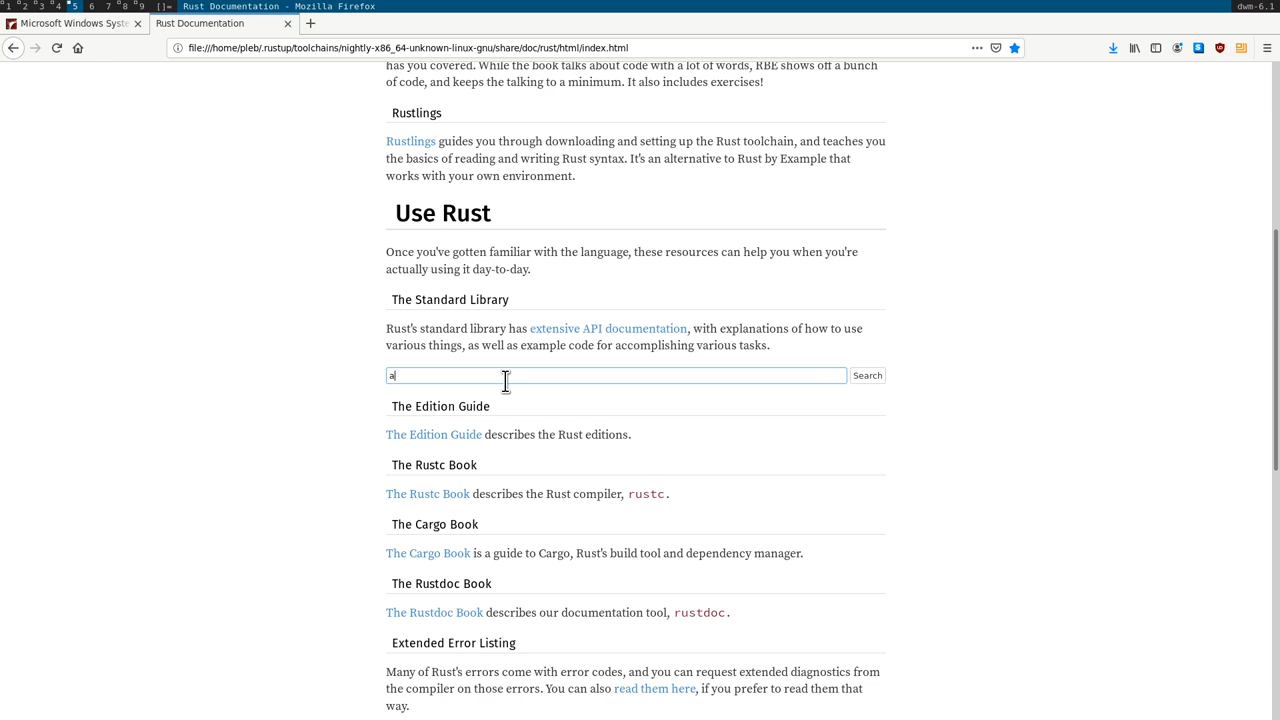 1 2 3 4 5 6 7 8 9 []= Rust Documentation - Mozilla Firefox dwm-6.1
Microsoft Windows Syste Rust Documentation
file:///home/pleb/.rustup/toolchains/nightly-x86_64-unknown-linux-gnu/share/doc/rust/html/index.html
has you covered. While the book talks about code with a lot of words, RBE shows off a bunch
of code, and keeps the talking to a minimum. It also includes exercises!
Rustlings
Rustlings guides you through downloading and setting up the Rust toolchain, and teaches you
the basics of reading and writing Rust syntax. It's an alternative to Rust by Example that
works with your own environment.
Use Rust
Once you've gotten familiar with the language, these resources can help you when you're
actually using it day-to-day.
The Standard Library
Rust's standard library has extensive API documentation, with explanations of how to use
various things, as well as example code for accomplishing various tasks.
a Search
The Edition Guide
The Edition Guide describes the Rust editions.
The Rustc Book
The Rustc Book describes the Rust compiler, rustc.
The Cargo Book
The Cargo Book is a guide to Cargo, Rust's build tool and dependency manager.
The Rustdoc Book
The Rustdoc Book describes our documentation tool, rustdoc.
Extended Error Listing
Many of Rust's errors come with error codes, and you can request extended diagnostics from
the compiler on those errors. You can also read them here, if you prefer to read them that
way.